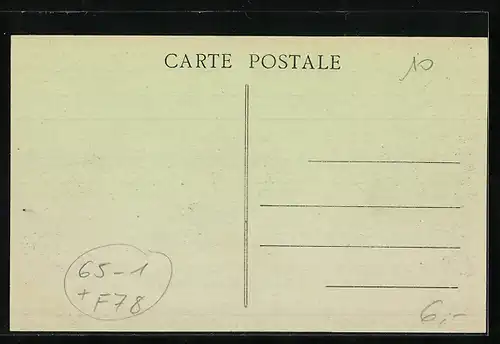 CARTE POSTALE
10
65-1
+ F78
6,-